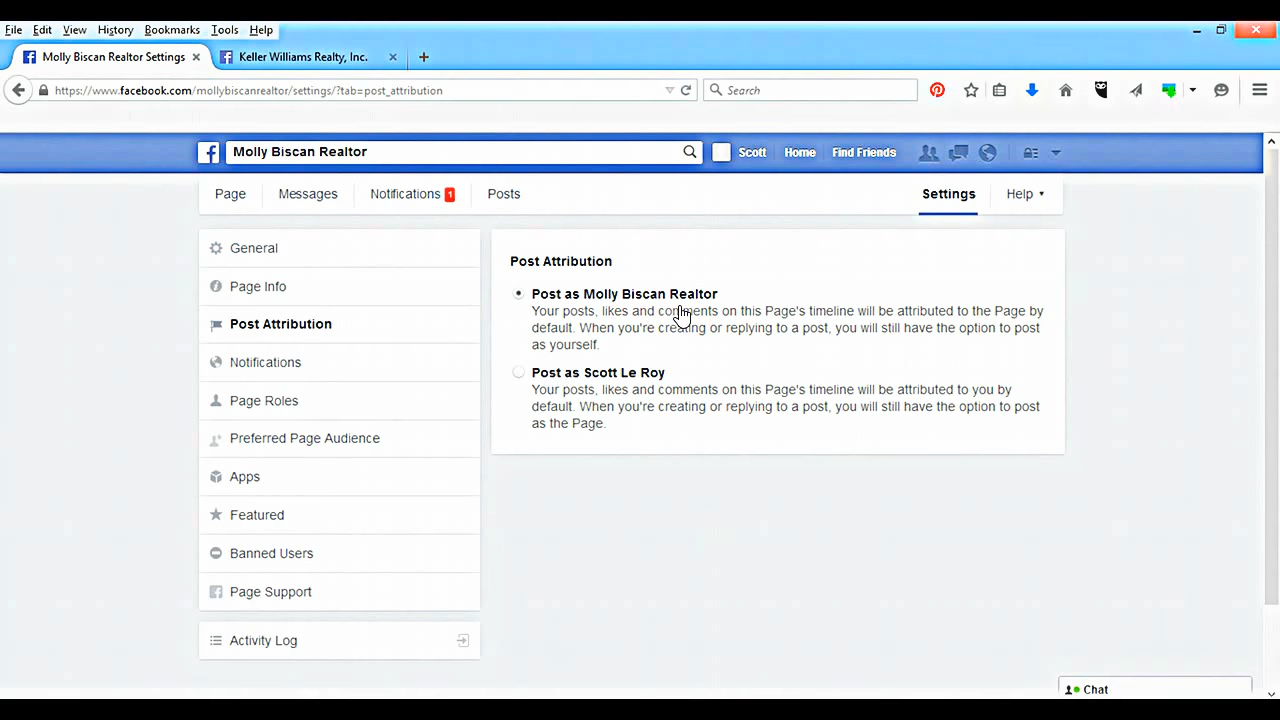 File Edit View History Bookmarks Tools Help
Molly Biscan Realtor Settings
Keller Williams Realty, Inc.
https://www.facebook.com/mollybiscanrealtor/settings/?tab=post_attribution
Search
Molly Biscan Realtor
Scott Home Find Friends
Page Messages Notifications 1 Posts Settings Help
General
Page Info
Post Attribution
Notifications
Page Roles
Preferred Page Audience
Apps
Featured
Banned Users
Page Support
Activity Log
Post Attribution
Post as Molly Biscan Realtor
Your posts, likes and comments on this Page's timeline will be attributed to the Page by
default. When you're creating or replying to a post, you will still have the option to post
as yourself.
Post as Scott Le Roy
Your posts, likes and comments on this Page's timeline will be attributed to you by
default. When you're creating or replying to a post, you will still have the option to post
as the Page.
Chat